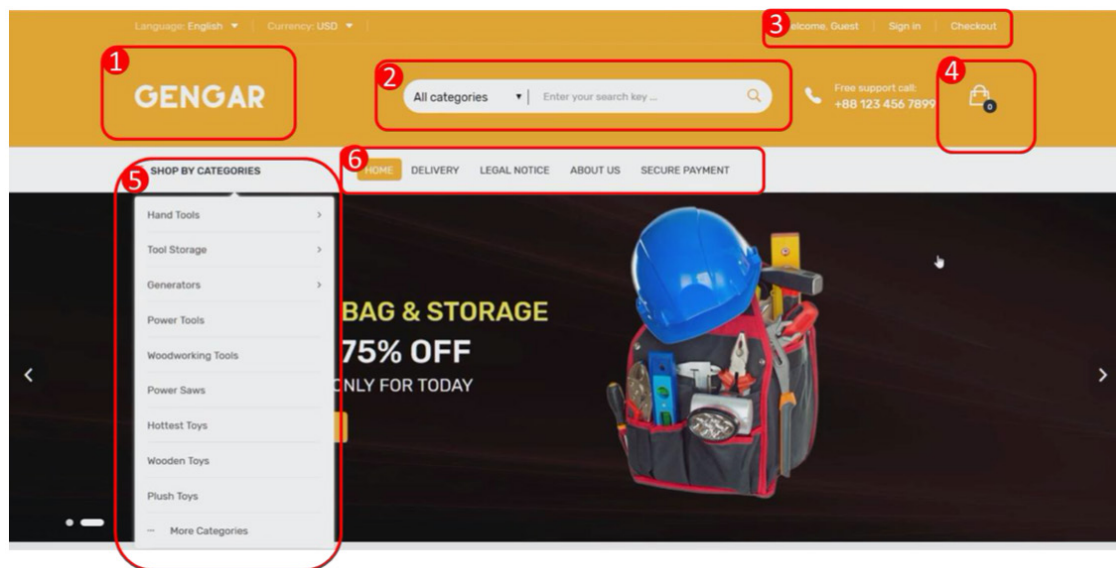 Language: English ▼ Currency: USD ▼
3 elcome, Guest Sign in Checkout
1
2
4
GENGAR
All categories ▼ Enter your search key ...
Free support call:
+88 123 456 7899
0
5
SHOP BY CATEGORIES
6
HOME DELIVERY LEGAL NOTICE ABOUT US SECURE PAYMENT
Hand Tools >
Tool Storage >
Generators >
Power Tools
Woodworking Tools
Power Saws
Hottest Toys
Wooden Toys
Plush Toys
... More Categories
BAG & STORAGE
75% OFF
ONLY FOR TODAY